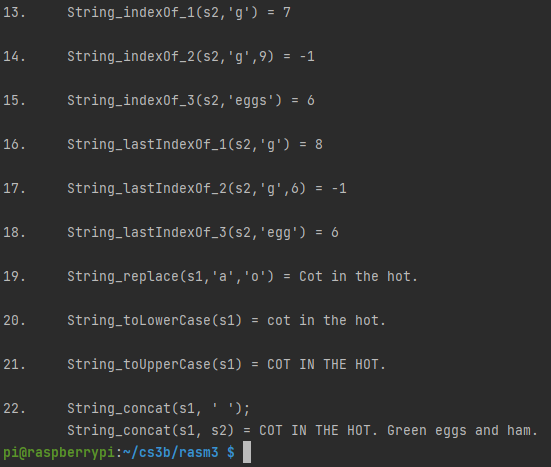 13. String_indexOf_1(s2,'g') = 7
14. String_indexOf_2(s2,'g',9) = -1
15. String_indexOf_3(s2,'eggs') = 6
16. String_lastIndexOf_1(s2,'g') = 8
17. String_lastIndexOf_2(s2,'g',6) = -1
18. String_lastIndexOf_3(s2,'egg') = 6
19. String_replace(s1,'a','o') = Cot in the hot.
20. String_toLowerCase(s1) = cot in the hot.
21. String_toUpperCase(s1) = COT IN THE HOT.
22. String_concat(s1, ' ');
String_concat(s1, s2) = COT IN THE HOT. Green eggs and ham.
pi@raspberrypi:~/cs3b/rasm3 $